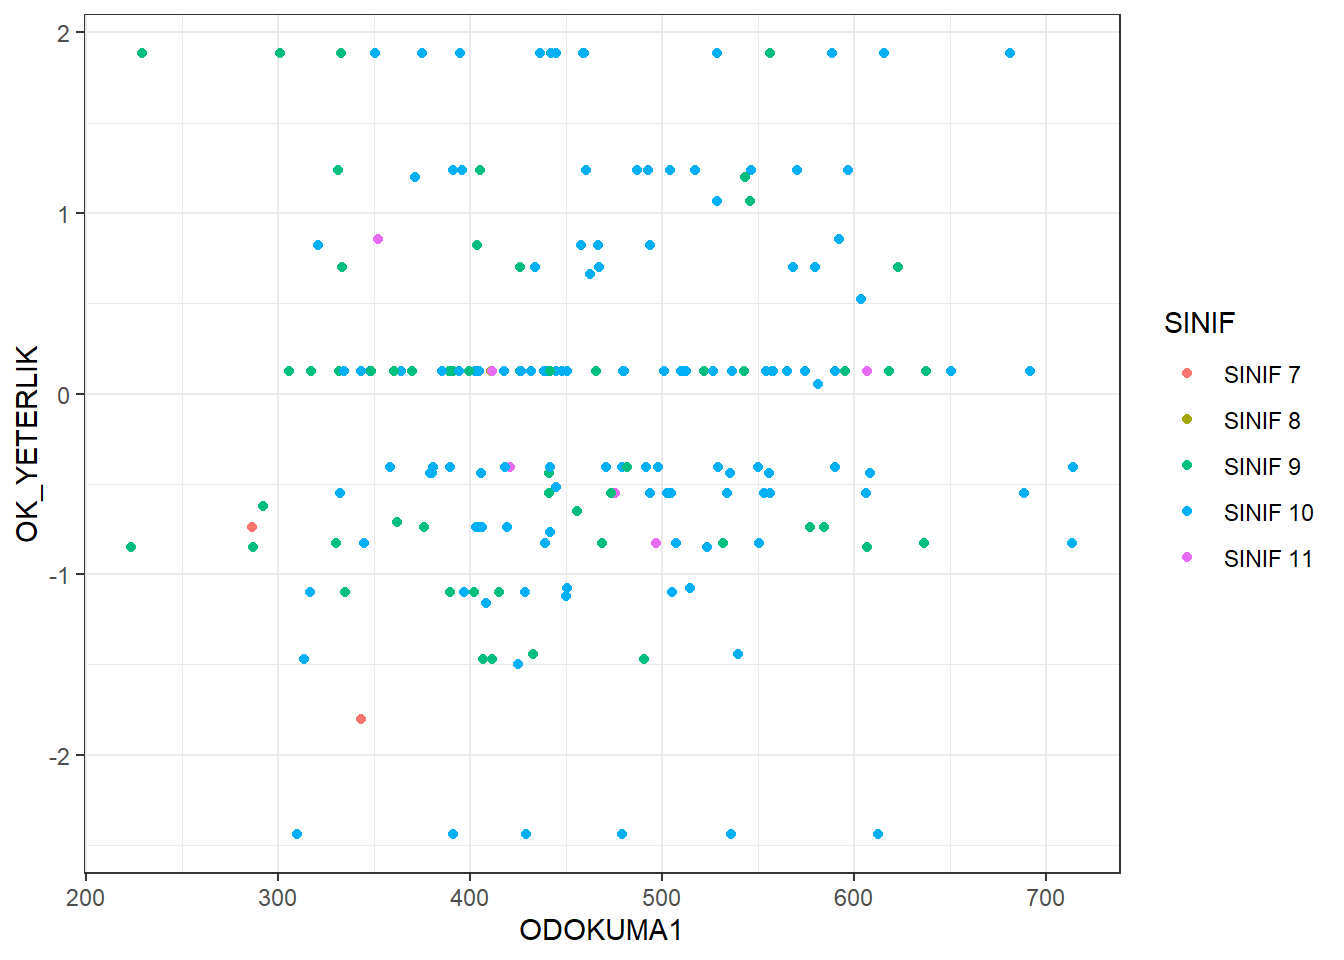 2
1
0
-1
-2
OK_YETERLIK
200 300 400 500 600 700
ODOKUMA1
SINIF
SINIF 7
SINIF 8
SINIF 9
SINIF 10
SINIF 11